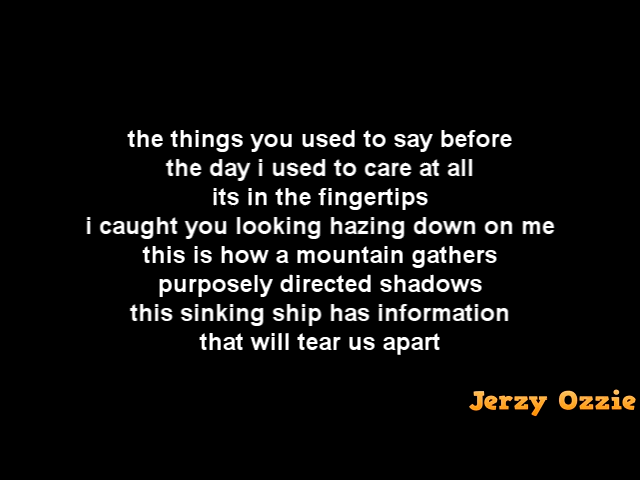 the things you used to say before
the day i used to care at all
its in the fingertips
i caught you looking hazing down on me
this is how a mountain gathers
purposely directed shadows
this sinking ship has information
that will tear us apart
Jerzy Ozzie